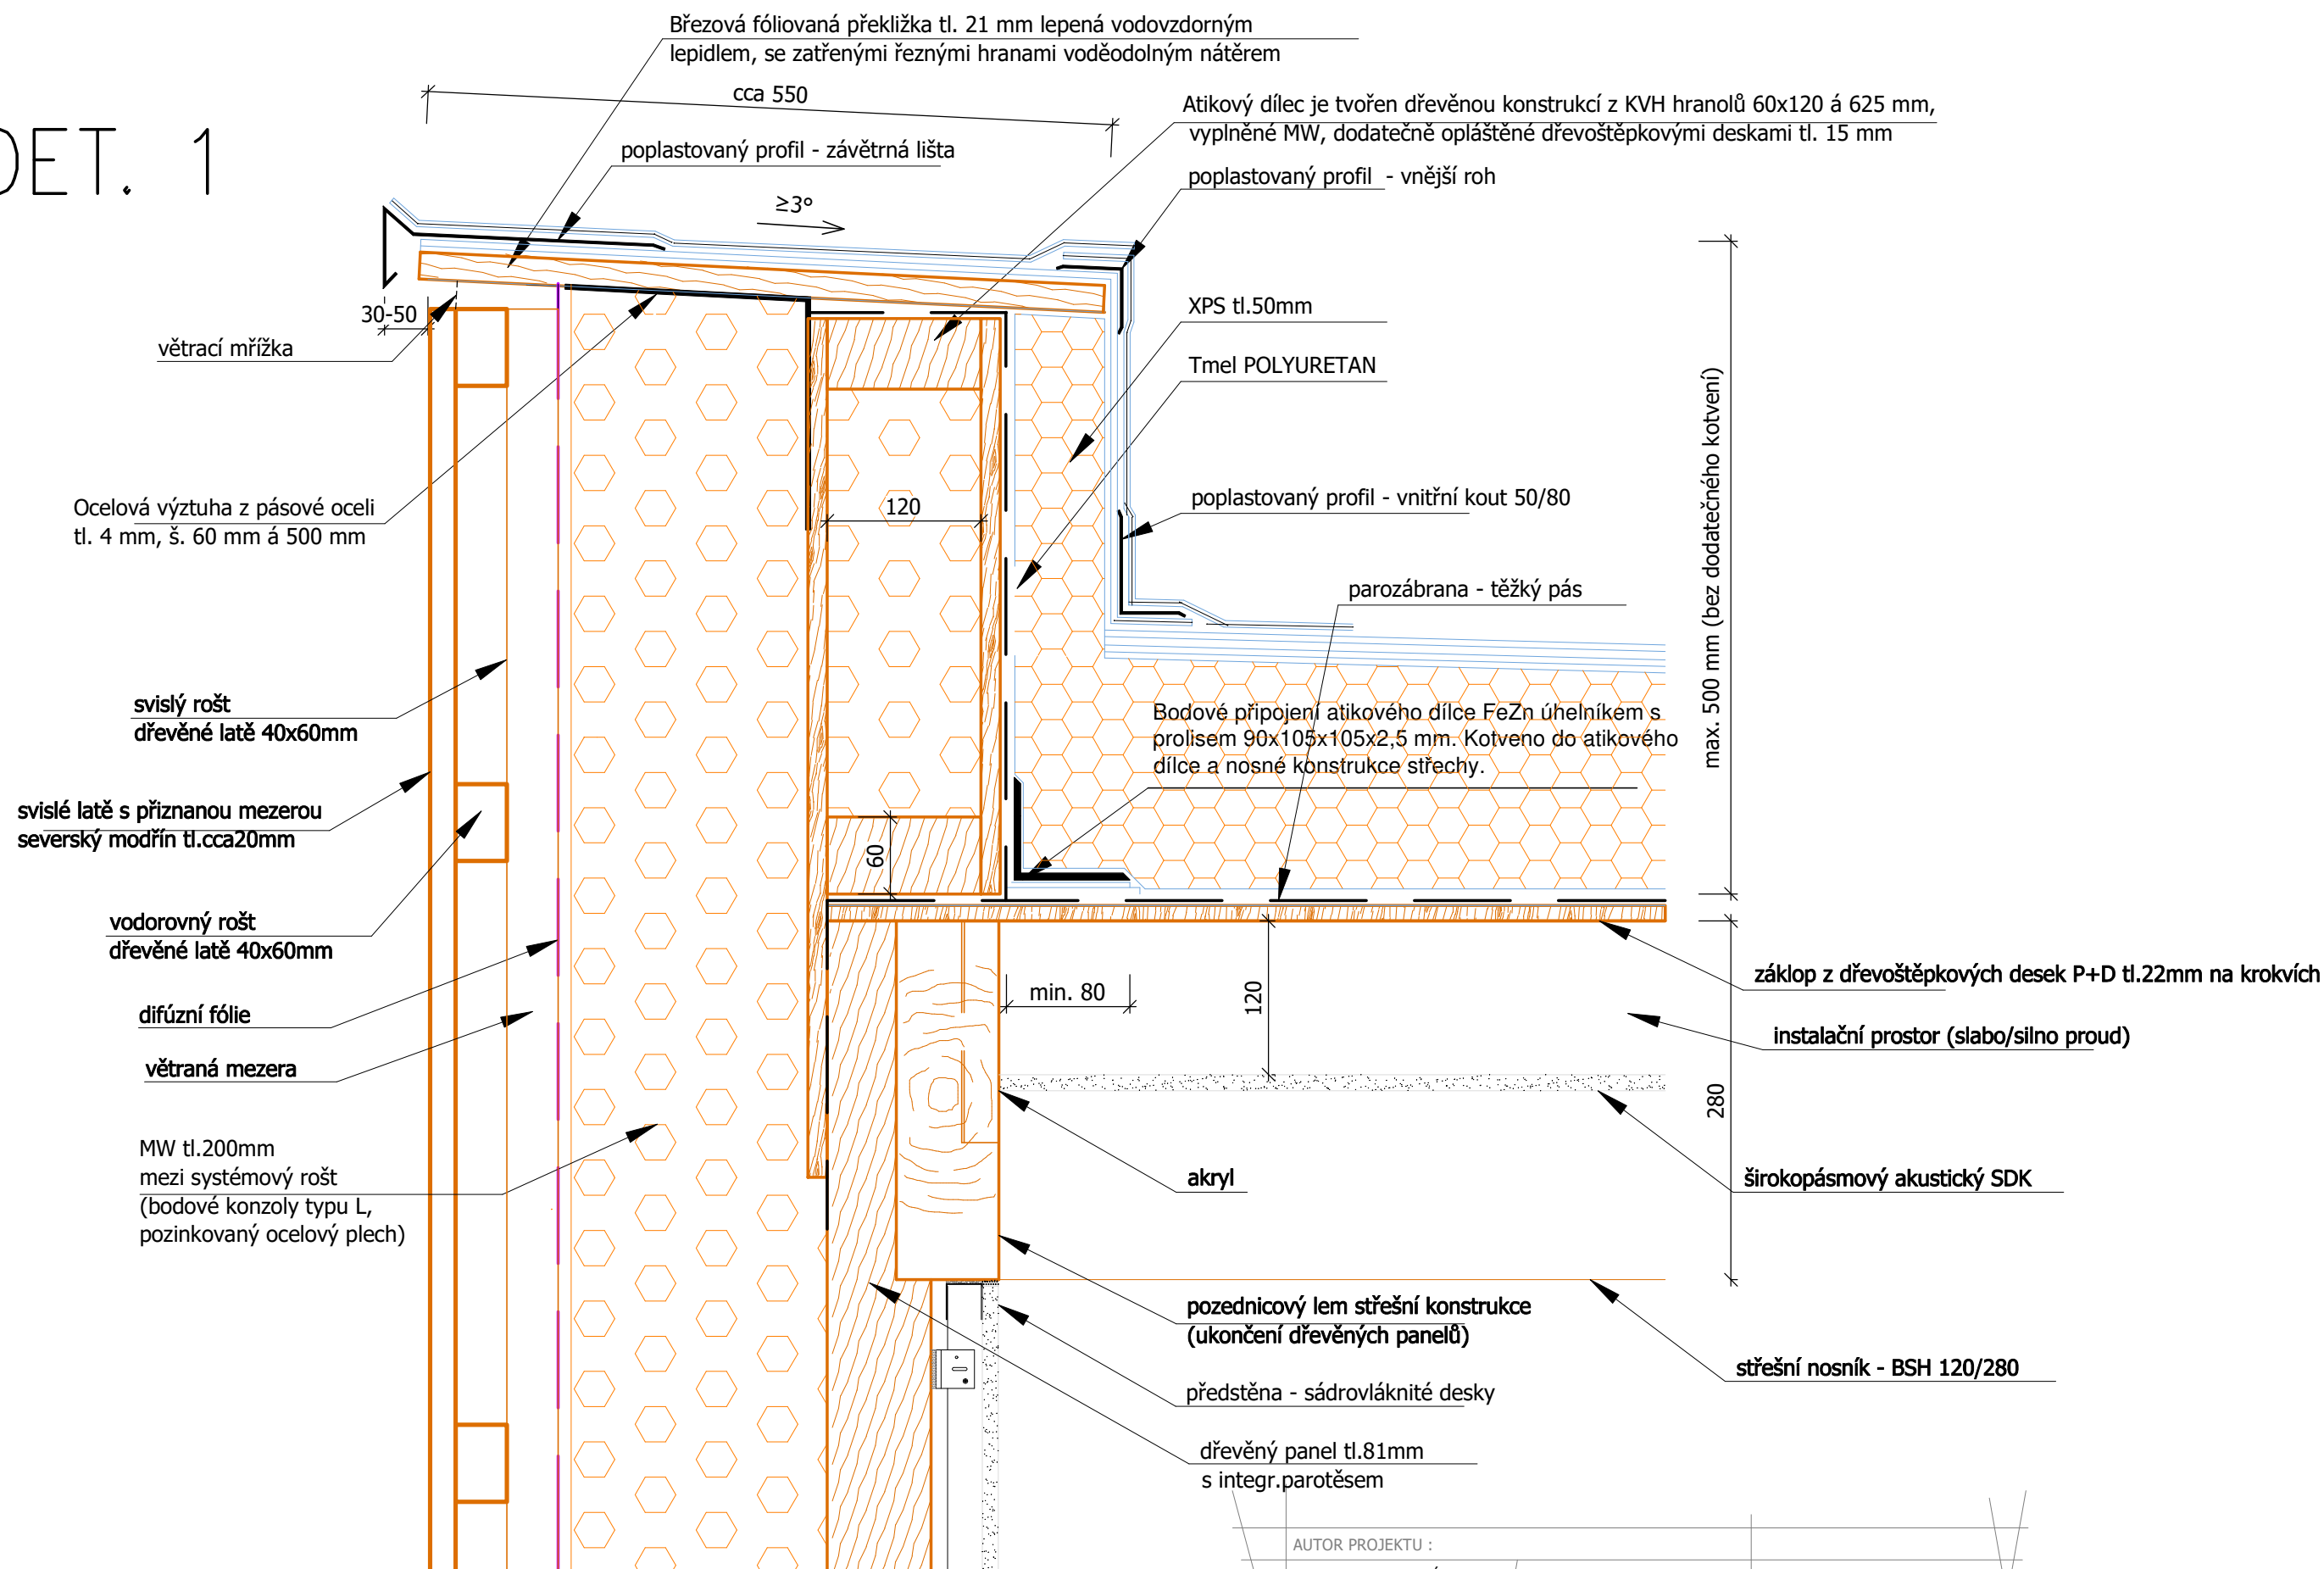 Březová fóliovaná překližka tl. 21 mm lepená vodovzdorným
lepidlem, se zatřenými řeznými hranami voděodolným nátěrem
cca 550
DET. 1
Atikový dílec je tvořen dřevěnou konstrukcí z KVH hranolů 60x120 á 625 mm,
vyplněné MW, dodatečně opláštěné dřevoštěpkovými deskami tl. 15 mm
poplastovaný profil - závětrná lišta
poplastovaný profil - vnější roh
≥3°
30-50
větrací mřížka
XPS tl.50mm
Tmel POLYURETAN
Ocelová výztuha z pásové oceli
tl. 4 mm, š. 60 mm á 500 mm
120
poplastovaný profil - vnitřní kout 50/80
max. 500 mm (bez dodatečného kotvení)
parozábrana - těžký pás
svislý rošt
dřevěné latě 40x60mm
Bodové připojení atikového dílce FeZn úhelníkem s
prolisem 90x105x105x2,5 mm. Kotveno do atikového
dílce a nosné konstrukce střechy.
svislé latě s přiznanou mezerou
severský modřín tl.cca20mm
60
vodorovný rošt
dřevěné latě 40x60mm
min. 80
120
základ z dřevoštěpkových desek P+D tl.22mm na krokvích
difúzní fólie
instalační prostor (slabo/silno proud)
větraná mezera
280
MW tl.200mm
mezi systémový rošt
(bodové konzoly typu L,
pozinkovaný ocelový plech)
akryl
širokopásmový akustický SDK
pozednicový lem střešní konstrukce
(ukončení dřevěných panelů)
střešní nosník - BSH 120/280
předstěna - sádrovláknité desky
dřevěný panel tl.81mm
s integr.parotěsem
AUTOR PROJEKTU :